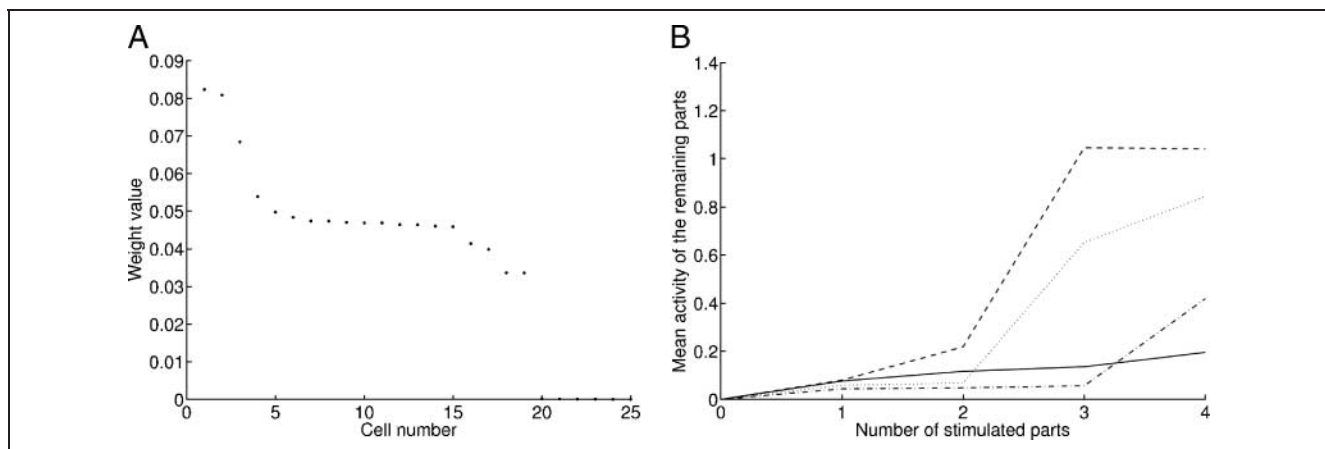 A
0.09
0.08
0.07
0.06
0.05
0.04
0.03
0.02
0.01
0
Weight value
0 5 10 15 20 25
Cell number
B
1.4
1.2
1
0.8
0.6
0.4
0.2
0
Mean activity of the remaining parts
0 1 2 3 4
Number of stimulated parts